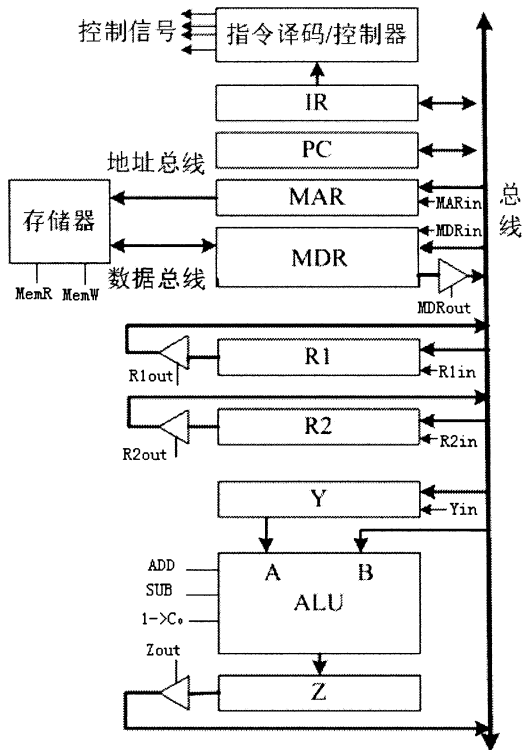 控制信号
指令译码/控制器
IR
PC
地址总线
MAR
MARin
总线
存储器
MDRin
MDR
数据总线
MemR
MemW
MDRout
R1
R1out
R1in
R2
R2out
R2in
Y
Yin
A
B
ADD
SUB
ALU
1->C₀
Zout
Z